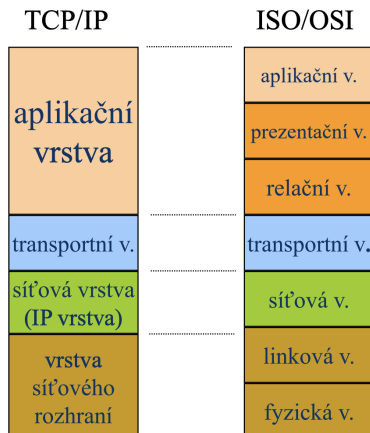 TCP/IP
ISO/OSI
aplikační
vrstva
transportní v.
síťová vrstva
(IP vrstva)
vrstva
síťového
rozhraní
aplikační v.
prezentační v.
relační v.
transportní v.
síťová v.
linková v.
fyzická v.